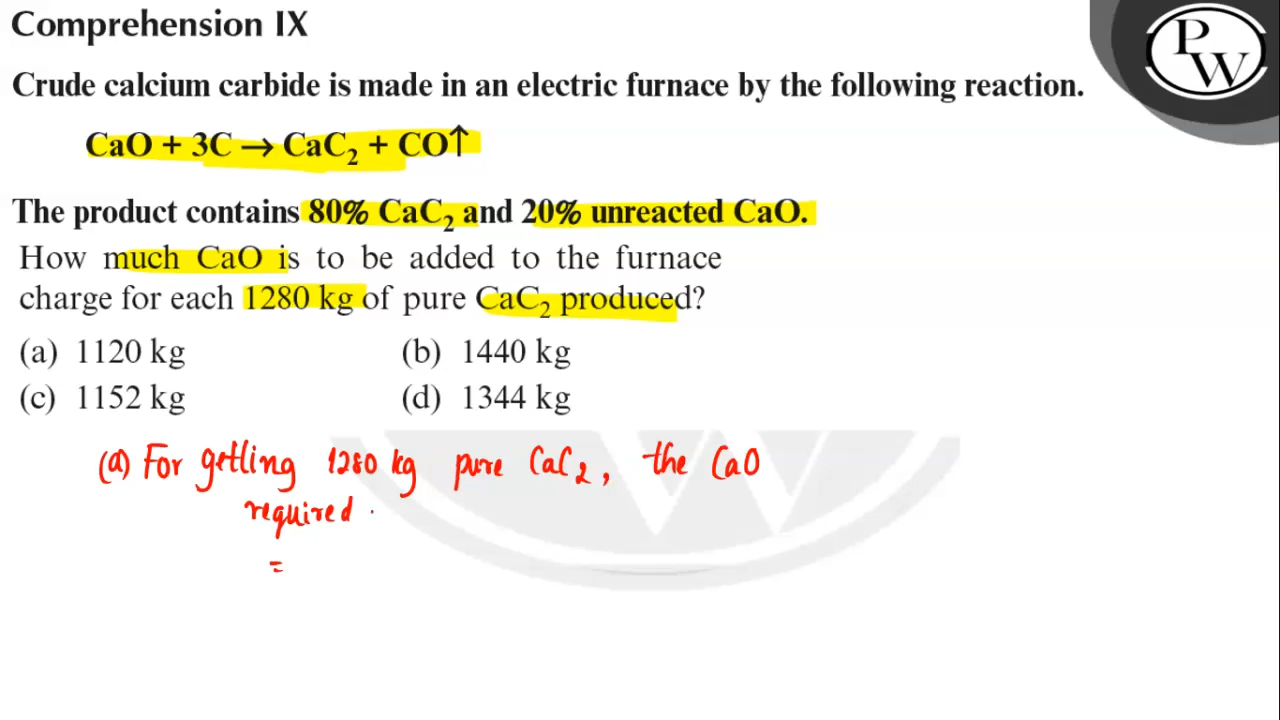 Comprehension IX
PW
Crude calcium carbide is made in an electric furnace by the following reaction.
CaO + 3C → CaC₂ + CO↑
The product contains 80% CaC₂ and 20% unreacted CaO.
How much CaO is to be added to the furnace
charge for each 1280 kg of pure CaC₂ produced?
(a) 1120 kg (b) 1440 kg
(c) 1152 kg (d) 1344 kg
(a) For getting 1280 kg pure CaC₂, the CaO
required
=